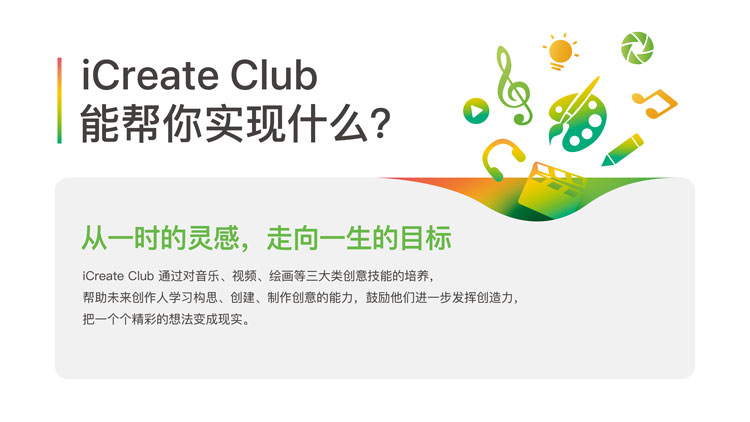 iCreate Club
能帮你实现什么?
从一时的灵感，走向一生的目标
iCreate Club 通过对音乐、视频、绘画等三大类创意技能的培养，
帮助未来创作人学习构思、创建、制作创意的能力，鼓励他们进一步发挥创造力，
把一个个精彩的想法变成现实。